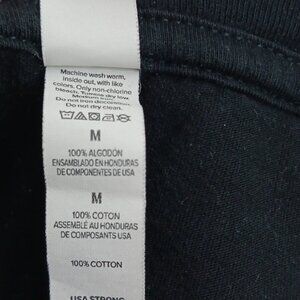 Machine wash warm,
inside out, with like
colors. Only non-chlorine
bleach. Tumble dry low.
Medium iron.
Do not iron decoration.
Do not dry clean.
M
100% ALGODON
ENSAMBLADO EN HONDURAS
DE COMPONENTES DE USA
M
100% COTON
ASSEMBLÉ AU HONDURAS
DE COMPOSANTS USA
100% COTTON
USA STRONG